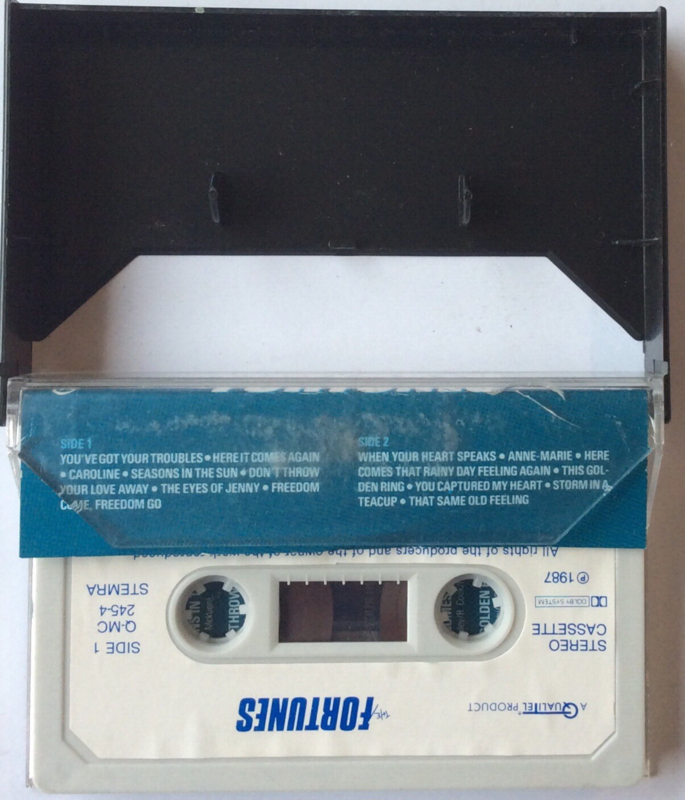 SIDE 1
YOU'VE GOT YOUR TROUBLES • HERE IT COMES AGAIN
• CAROLINE • SEASONS IN THE SUN • DON'T THROW
YOUR LOVE AWAY • THE EYES OF JENNY • FREEDOM
COME, FREEDOM GO
SIDE 2
WHEN YOUR HEART SPEAKS • ANNE-MARIE • HERE
COMES THAT RAINY DAY FEELING AGAIN • THIS GOL-
DEN RING • YOU CAPTURED MY HEART • STORM IN A
TEACUP • THAT SAME OLD FEELING
A QUALITEL PRODUCT
THE FORTUNES
STEREO
CASSETTE
DOLBY SYSTEM
℗ 1987
SIDE 1
Q-MC
245-4
STEMRA
NS IN
THROW
OLDEN
All rights of the producers and of the owner of the work